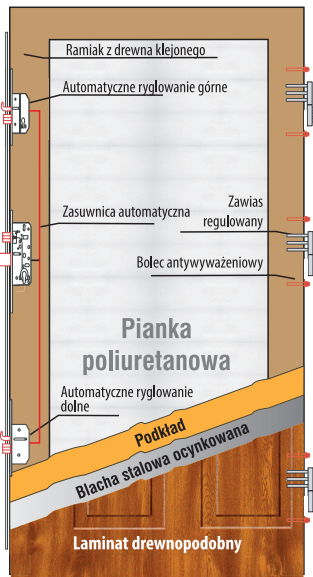 Ramiak z drewna klejonego
Automatyczne ryglowanie górne
Zasuwnica automatyczna
Zawias
regulowany
Bolec antywyważeniowy
Pianka
poliuretanowa
Automatyczne ryglowanie
dolne
Podkład
Blacha stalowa ocynkowana
Laminat drewnopodobny